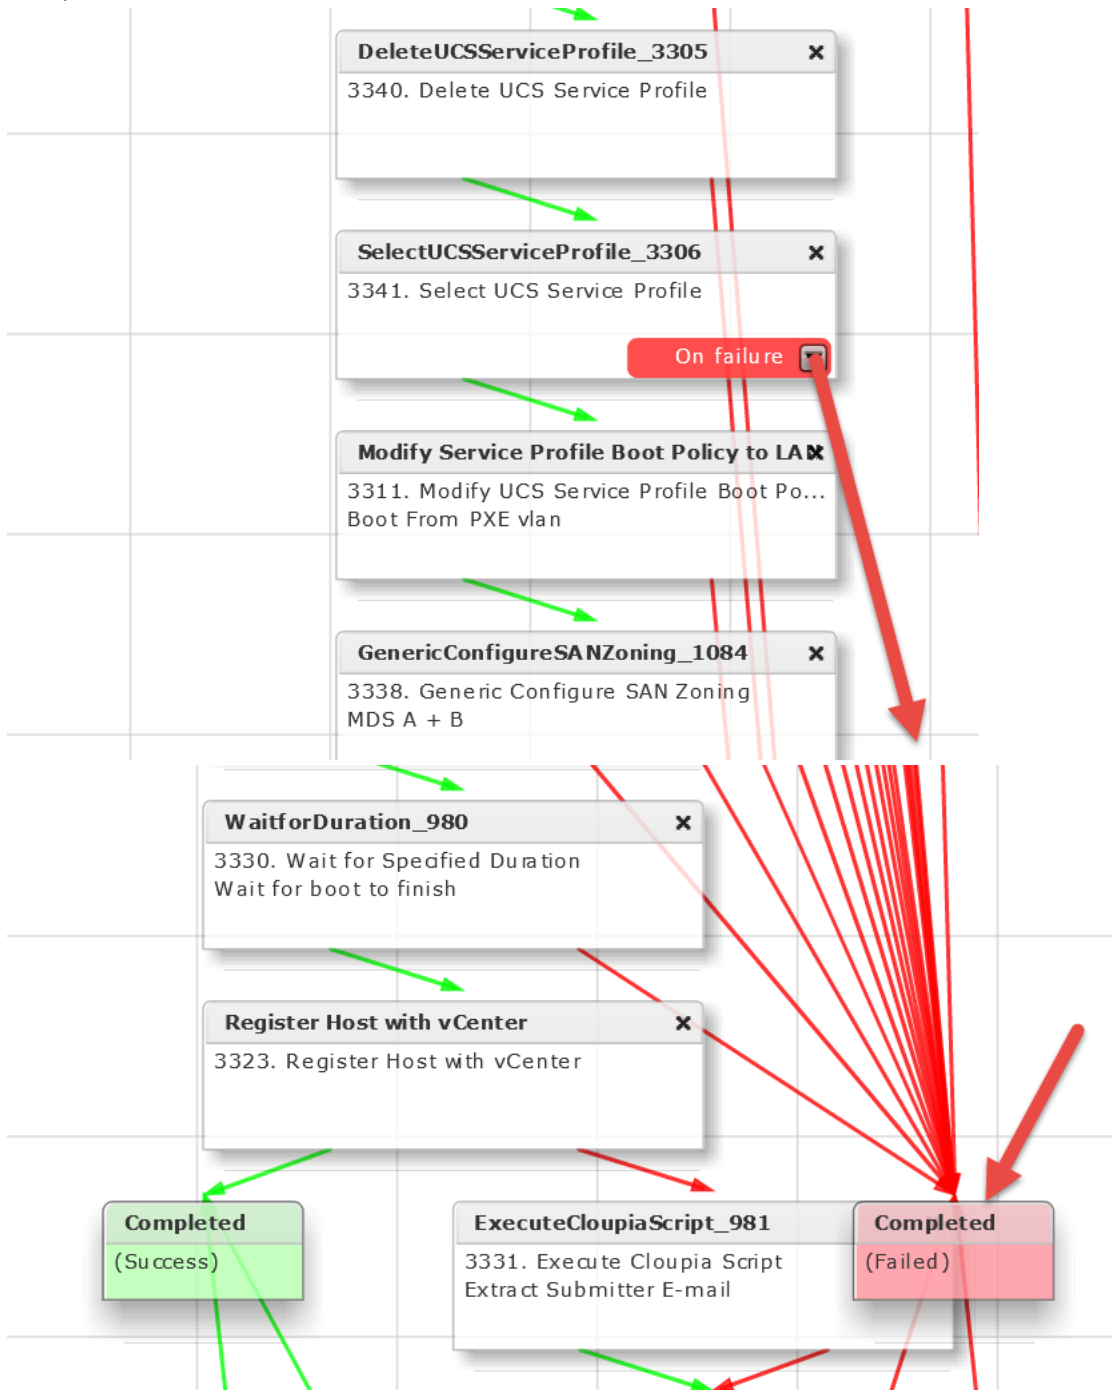 DeleteUCSServiceProfile_3305
3340. Delete UCS Service Profile
SelectUCSServiceProfile_3306
3341. Select UCS Service Profile
On failure
Modify Service Profile Boot Policy to LAN
3311. Modify UCS Service Profile Boot Po...
Boot From PXE vlan
GenericConfigureSANZoning_1084
3338. Generic Configure SAN Zoning
MDS A + B
WaitforDuration_980
3330. Wait for Specified Duration
Wait for boot to finish
Register Host with vCenter
3323. Register Host with vCenter
Completed
(Success)
ExecuteCloupiaScript_981
3331. Execute Cloupia Script
Extract Submitter E-mail
Completed
(Failed)